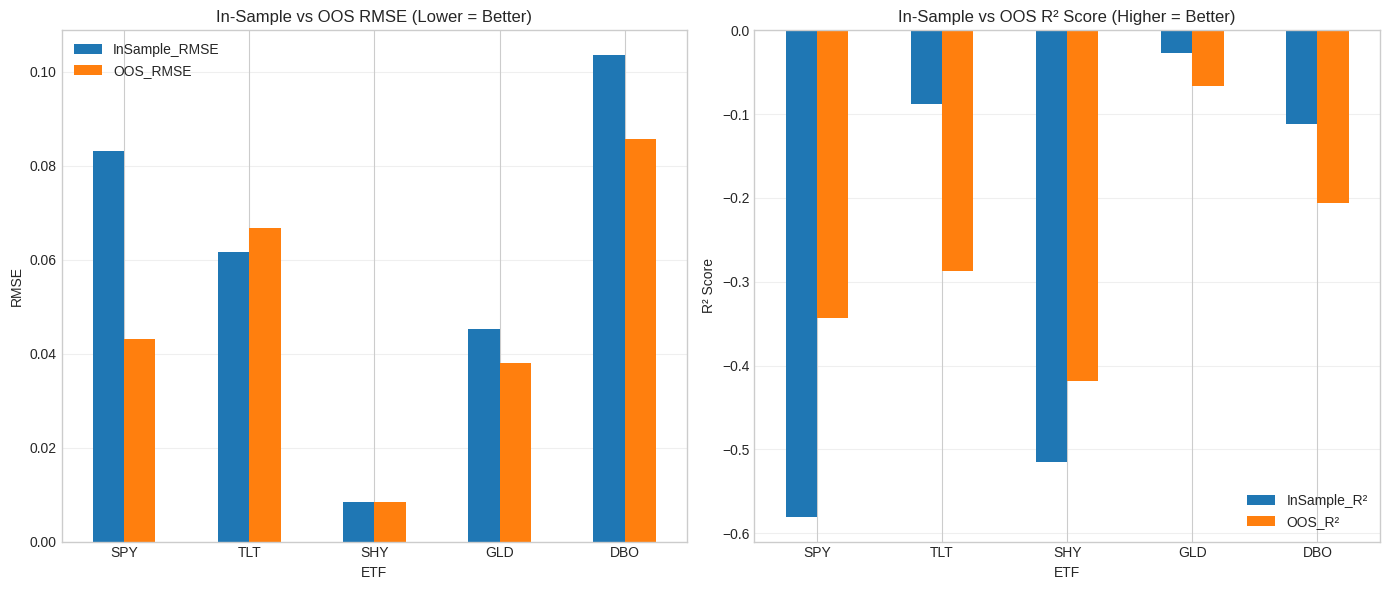 In-Sample vs OOS RMSE (Lower = Better)
InSample_RMSE
OOS_RMSE
0.10
0.08
0.06
0.04
0.02
0.00
RMSE
SPY TLT SHY GLD DBO
ETF
In-Sample vs OOS R² Score (Higher = Better)
0.0
−0.1
−0.2
−0.3
−0.4
−0.5
−0.6
R² Score
InSample_R²
OOS_R²
SPY TLT SHY GLD DBO
ETF